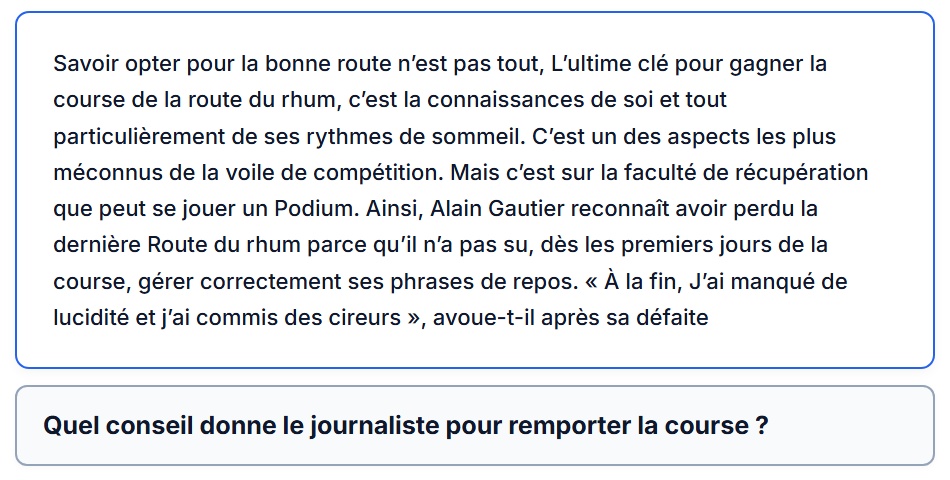 Savoir opter pour la bonne route n’est pas tout, L’ultime clé pour gagner la
course de la route du rhum, c’est la connaissances de soi et tout
particulièrement de ses rythmes de sommeil. C’est un des aspects les plus
méconnus de la voile de compétition. Mais c’est sur la faculté de récupération
que peut se jouer un Podium. Ainsi, Alain Gautier reconnaît avoir perdu la
dernière Route du rhum parce qu’il n’a pas su, dès les premiers jours de la
course, gérer correctement ses phrases de repos. « À la fin, J’ai manqué de
lucidité et j’ai commis des cireurs », avoue-t-il après sa défaite
Quel conseil donne le journaliste pour remporter la course ?